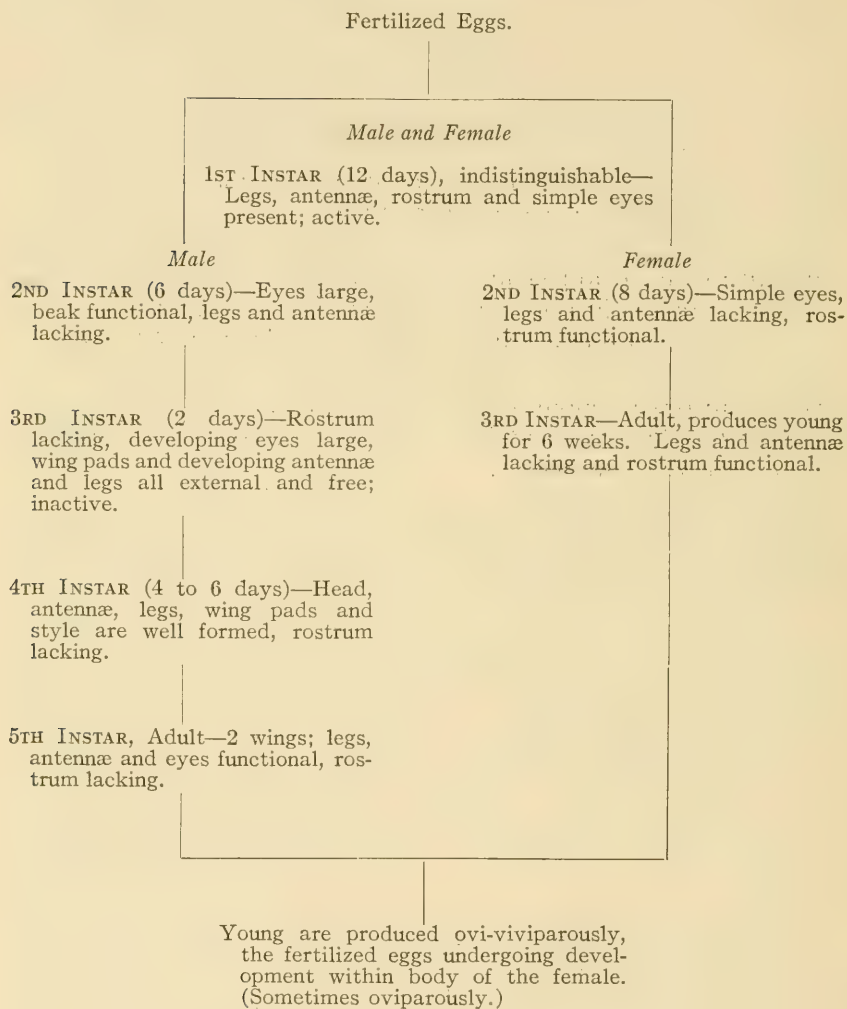 Fertilized Eggs.
Male and Female
1ST INSTAR (12 days), indistinguishable—
Legs, antennæ, rostrum and simple eyes
present; active.
Male
2ND INSTAR (6 days)—Eyes large,
beak functional, legs and antennæ
lacking.
3RD INSTAR (2 days)—Rostrum
lacking, developing eyes large,
wing pads and developing antennæ
and legs all external and free;
inactive.
4TH INSTAR (4 to 6 days)—Head,
antennæ, legs, wing pads and
style are well formed, rostrum
lacking.
5TH INSTAR, Adult—2 wings; legs,
antennæ and eyes functional, ros-
trum lacking.
Female
2ND INSTAR (8 days)—Simple eyes,
legs and antennæ lacking, ros-
trum functional.
3RD INSTAR—Adult, produces young
for 6 weeks. Legs and antennæ
lacking and rostrum functional.
Young are produced ovi-viviparously,
the fertilized eggs undergoing devel-
opment within body of the female.
(Sometimes oviparously.)